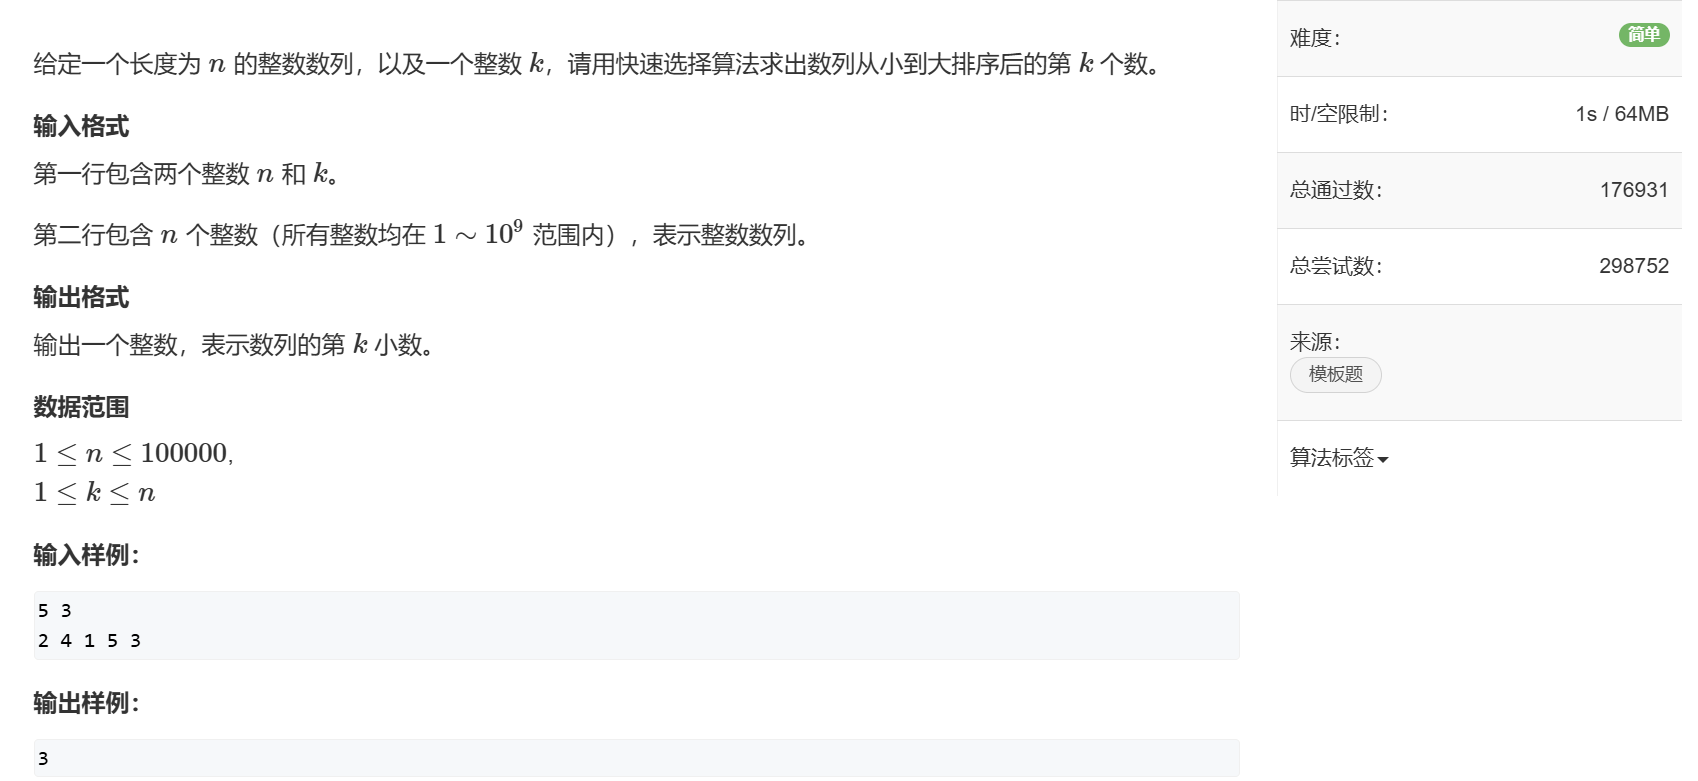 给定一个长度为 n 的整数数列，以及一个整数 k，请用快速选择算法求出数列从小到大排序后的第 k 个数。
输入格式
第一行包含两个整数 n 和 k。
第二行包含 n 个整数（所有整数均在 1 ∼ 10⁹ 范围内），表示整数数列。
输出格式
输出一个整数，表示数列的第 k 小数。
数据范围
1 ≤ n ≤ 100000,
1 ≤ k ≤ n
输入样例：
5 3
2 4 1 5 3
输出样例：
3
难度： 简单
时/空限制： 1s / 64MB
总通过数： 176931
总尝试数： 298752
来源：
模板题
算法标签